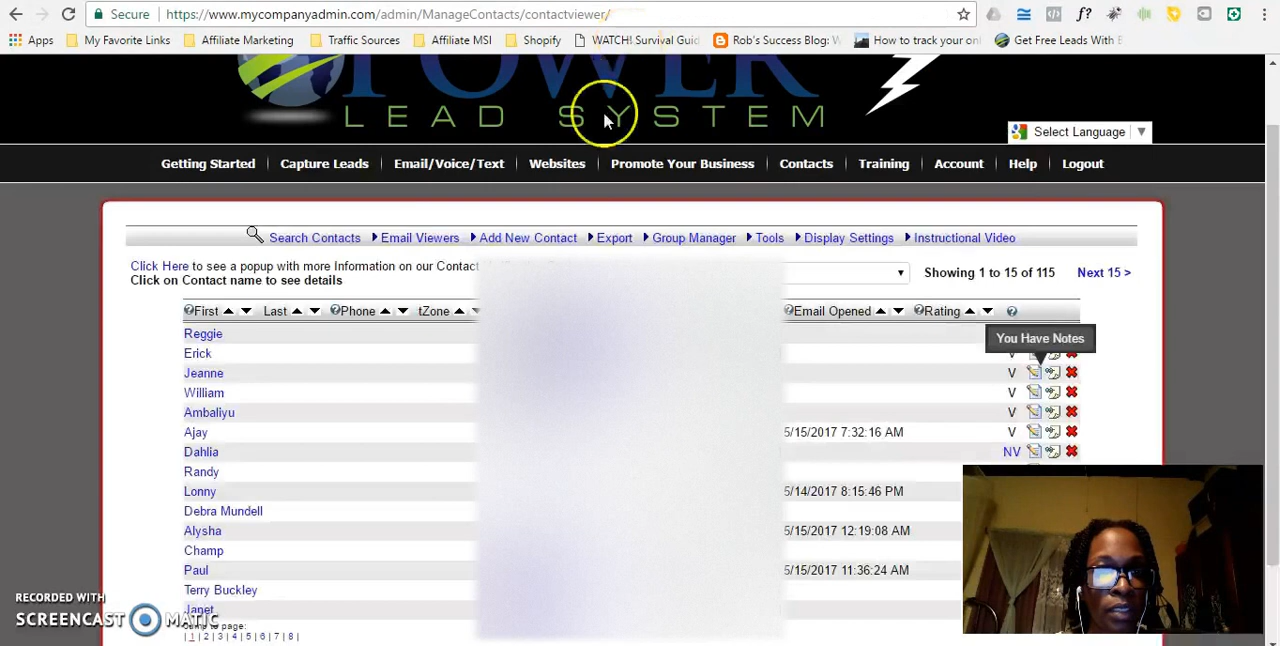 Secure https://www.mycompanyadmin.com/admin/ManageContacts/contactviewer/
Apps My Favorite Links Affiliate Marketing Traffic Sources Affiliate MSI Shopify WATCH! Survival Guid Rob's Success Blog: How to track your onl Get Free Leads With E
POWER
LEAD SYSTEM
Select Language ▼
Getting Started Capture Leads Email/Voice/Text Websites Promote Your Business Contacts Training Account Help Logout
Search Contacts Email Viewers Add New Contact Export Group Manager Tools Display Settings Instructional Video
Click Here to see a popup with more Information on our Contact
Click on Contact name to see details
Showing 1 to 15 of 115 Next 15 >
First Last Phone tZone Email Opened Rating
Reggie
You Have Notes
Erick V
Jeanne V
William V
Ambaliyu V
Ajay 5/15/2017 7:32:16 AM V
Dahlia NV
Randy
Lonny 5/14/2017 8:15:46 PM
Debra Mundell
Alysha 5/15/2017 12:19:08 AM
Champ
Paul 5/15/2017 11:36:24 AM
Terry Buckley
Janet
Jump to page:
| 1 | 2 | 3 | 4 | 5 | 6 | 7 | 8 |
RECORDED WITH
SCREENCAST MATIC